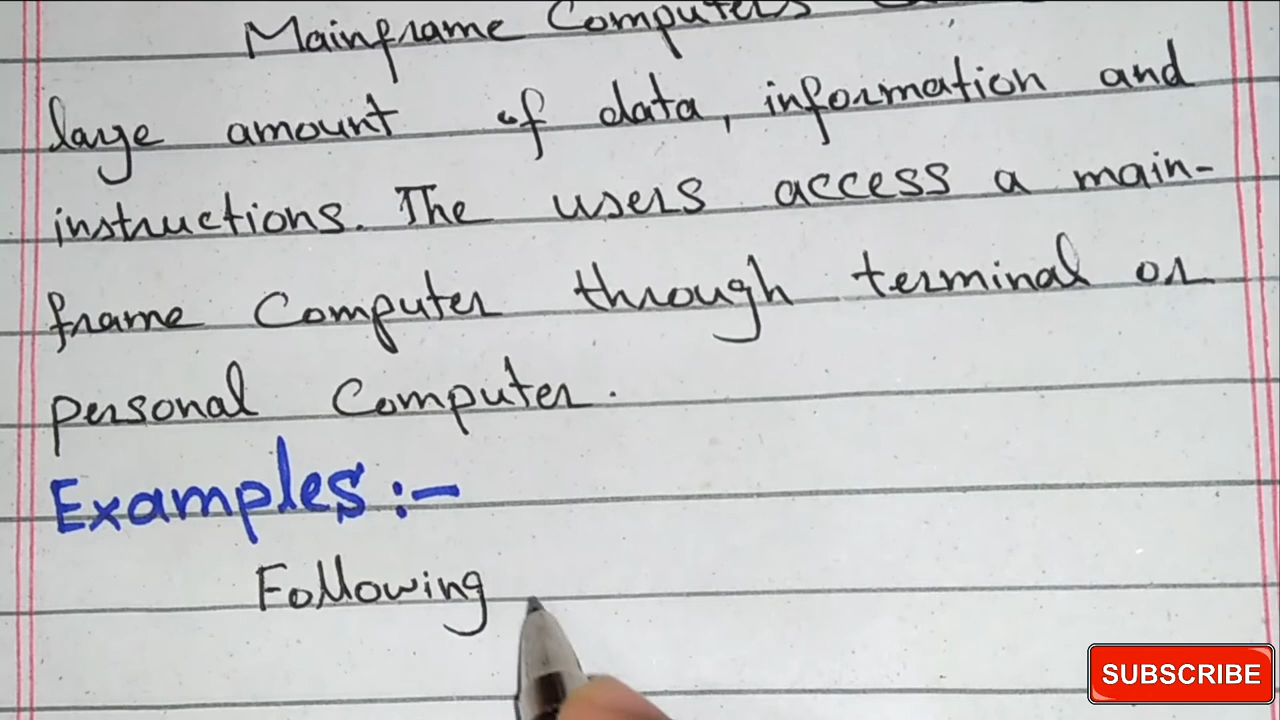 Mainframe Computers
large amount of data, information and
instructions. The users access a main-
frame Computer through terminal or
personal Computer.
Examples:-
Following
SUBSCRIBE